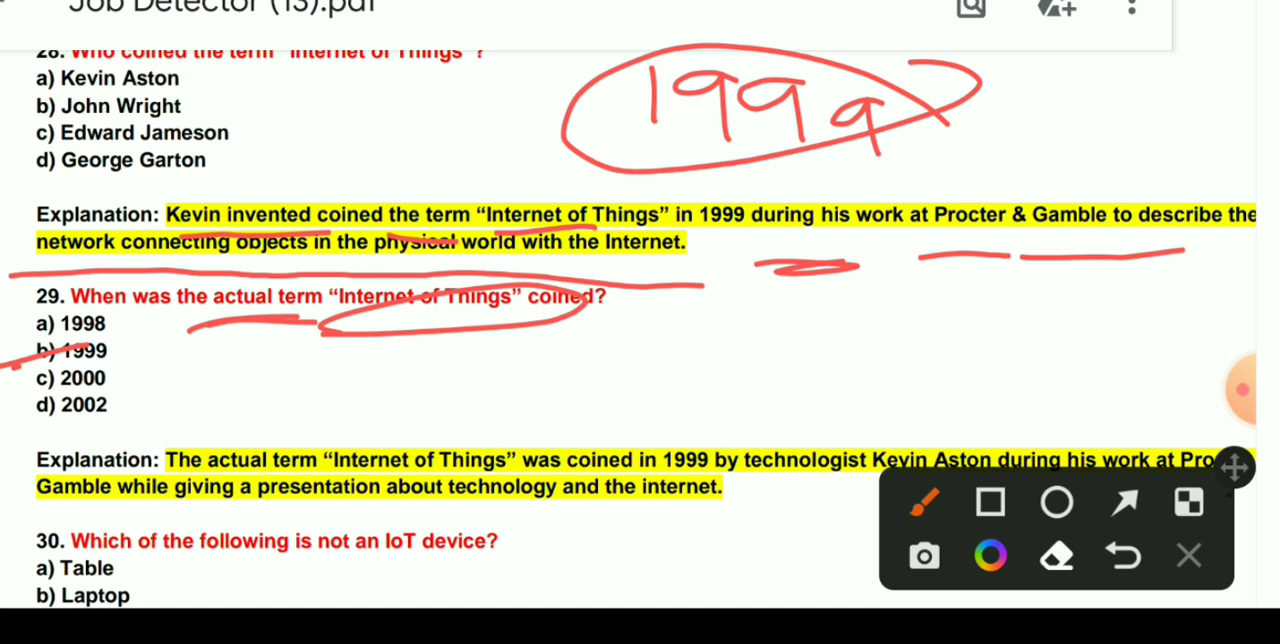 Job Detector (13).pdf
28. Who coined the term "Internet of Things"?
1999
a) Kevin Aston
b) John Wright
c) Edward Jameson
d) George Garton
Explanation: Kevin invented coined the term “Internet of Things” in 1999 during his work at Procter & Gamble to describe the
network connecting objects in the physical world with the Internet.
29. When was the actual term “Internet of Things” coined?
a) 1998
b) 1999
c) 2000
d) 2002
Explanation: The actual term “Internet of Things” was coined in 1999 by technologist Kevin Aston during his work at Pro
Gamble while giving a presentation about technology and the internet.
30. Which of the following is not an IoT device?
a) Table
b) Laptop